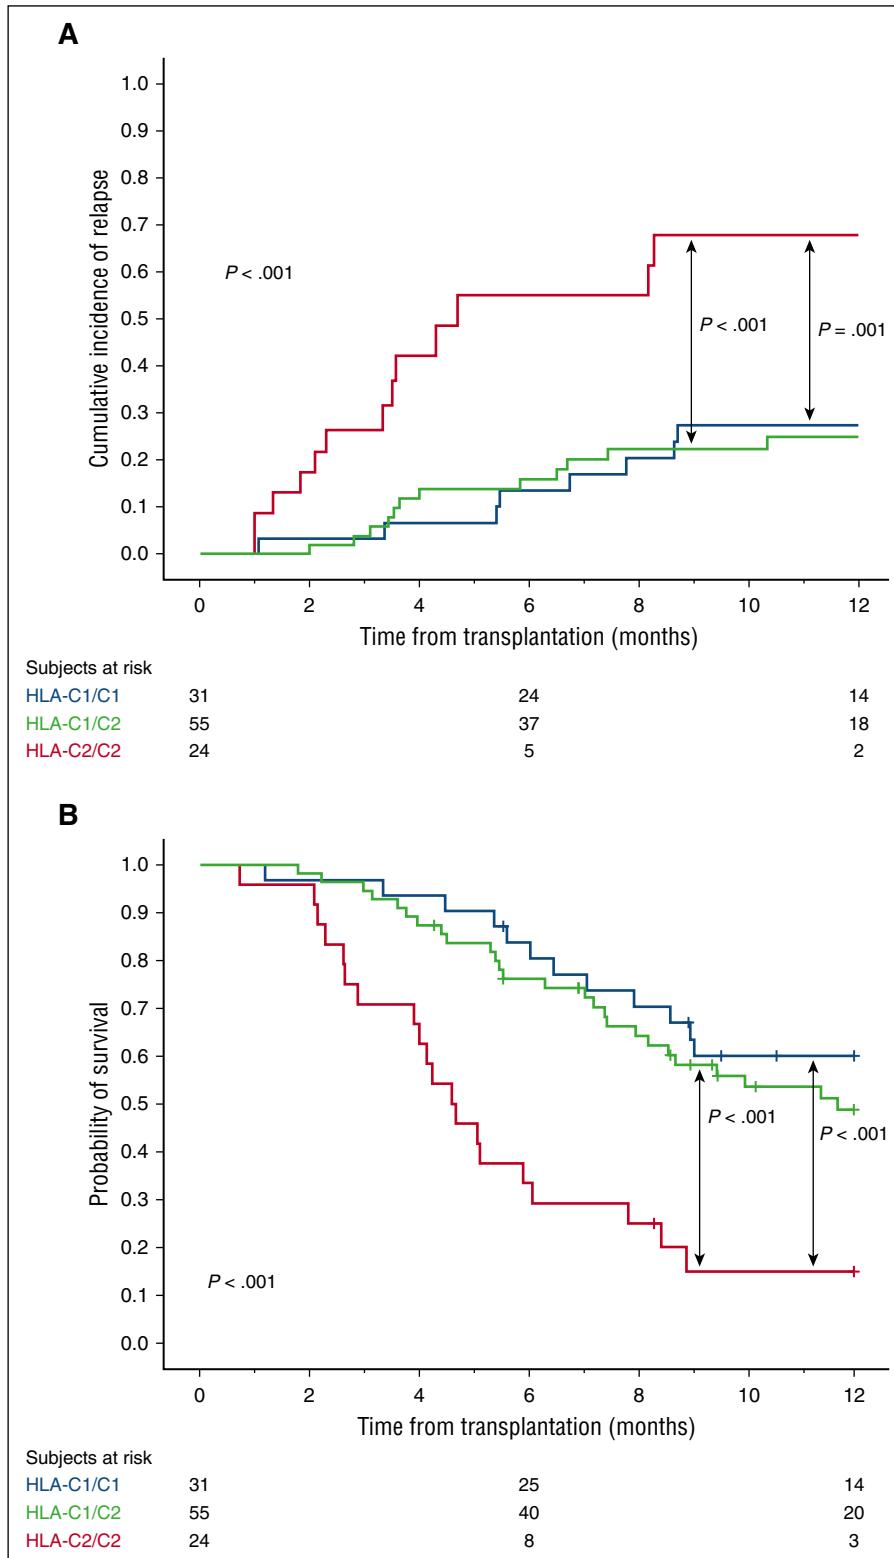 A
Cumulative incidence of relapse
1.0
0.9
0.8
0.7
0.6
0.5
0.4
0.3
0.2
0.1
0.0
P < .001
P < .001
P = .001
0 2 4 6 8 10 12
Time from transplantation (months)
Subjects at risk
HLA-C1/C1 31 24 14
HLA-C1/C2 55 37 18
HLA-C2/C2 24 5 2
B
Probability of survival
1.0
0.9
0.8
0.7
0.6
0.5
0.4
0.3
0.2
0.1
0.0
P < .001
P < .001
P < .001
0 2 4 6 8 10 12
Time from transplantation (months)
Subjects at risk
HLA-C1/C1 31 25 14
HLA-C1/C2 55 40 20
HLA-C2/C2 24 8 3